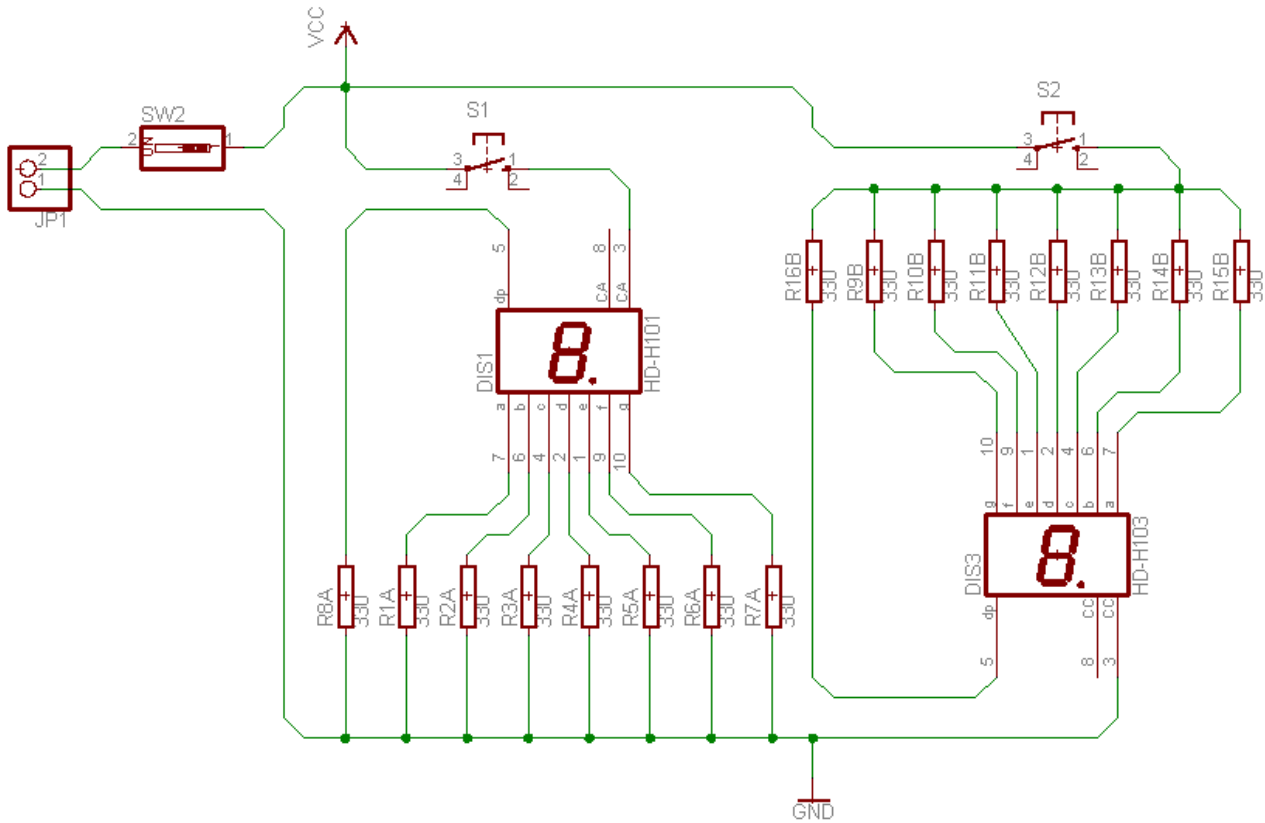 VCC
SW2
2
ON
1
2
1
JP1
S1
3
1
4
2
S2
3
1
4
2
5
8
3
dp
CA
CA
DIS1
HD-H101
a
b
c
d
e
f
g
7
6
4
2
1
9
10
R16B
330
R9B
330
R10B
330
R11B
330
R12B
330
R13B
330
R14B
330
R15B
330
10
9
1
2
4
6
7
g
f
e
d
c
b
a
DIS3
HD-H103
dp
CC
CC
5
8
3
R8A
330
R1A
330
R2A
330
R3A
330
R4A
330
R5A
330
R6A
330
R7A
330
GND